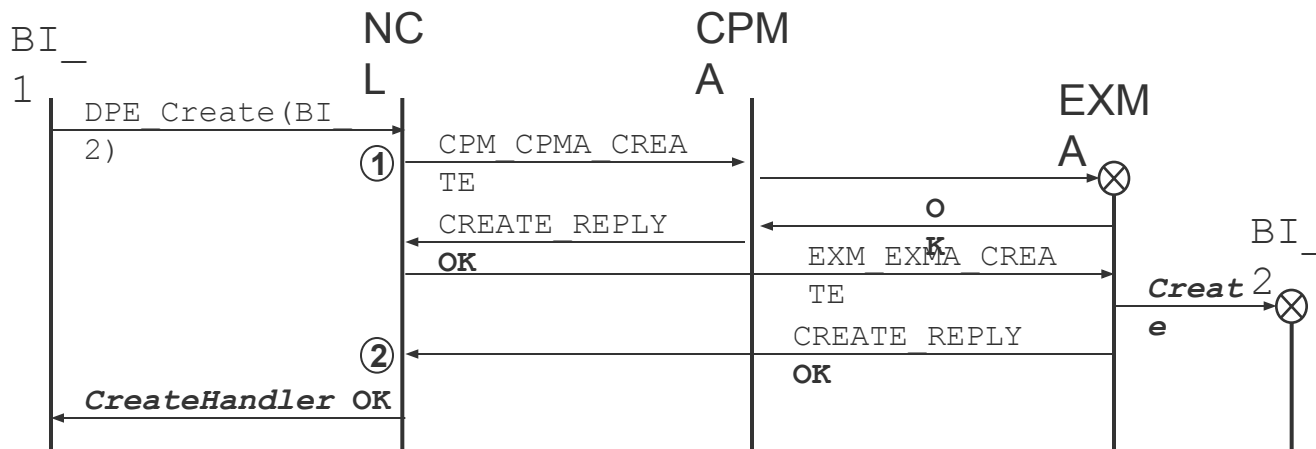 BI_
1
NC
L
CPM
A
EXM
A
DPE_Create(BI_
2)
1
CPM_CPMA_CREA
TE
O
K
CREATE_REPLY
OK
BI_
2
EXM_EXMA_CREA
TE
Creat
e
2
CREATE_REPLY
OK
CreateHandler OK